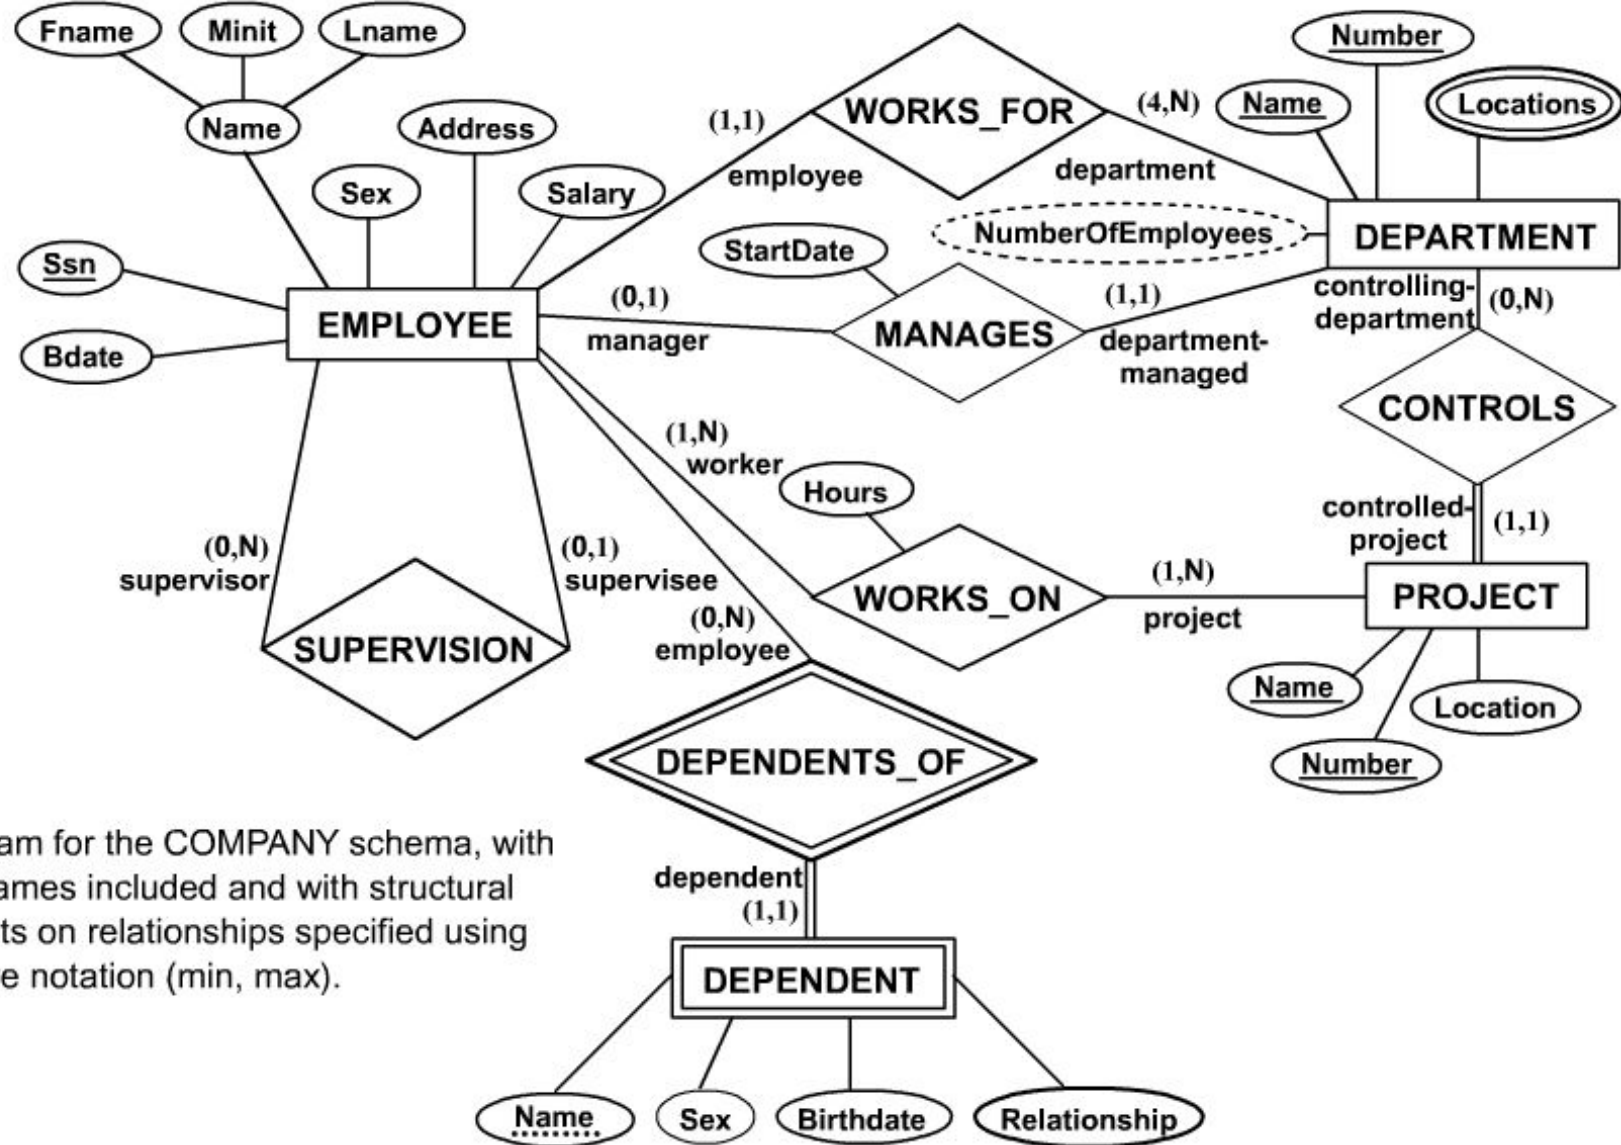 Fname
Minit
Lname
Number
Name
Locations
Name
Address
WORKS_FOR
(1,1)
employee
(4,N)
department
Sex
Salary
Ssn
StartDate
NumberOfEmployees
DEPARTMENT
Bdate
EMPLOYEE
(0,1)
manager
MANAGES
(1,1)
department-
managed
controlling-
department
(0,N)
CONTROLS
(1,N)
worker
Hours
controlled-
project
(1,1)
(0,N)
supervisor
(0,1)
supervisee
SUPERVISION
(0,N)
employee
WORKS_ON
(1,N)
project
PROJECT
Name
Number
Location
DEPENDENTS_OF
am for the COMPANY schema, with
ames included and with structural
ts on relationships specified using
e notation (min, max).
dependent
(1,1)
DEPENDENT
Name
Sex
Birthdate
Relationship